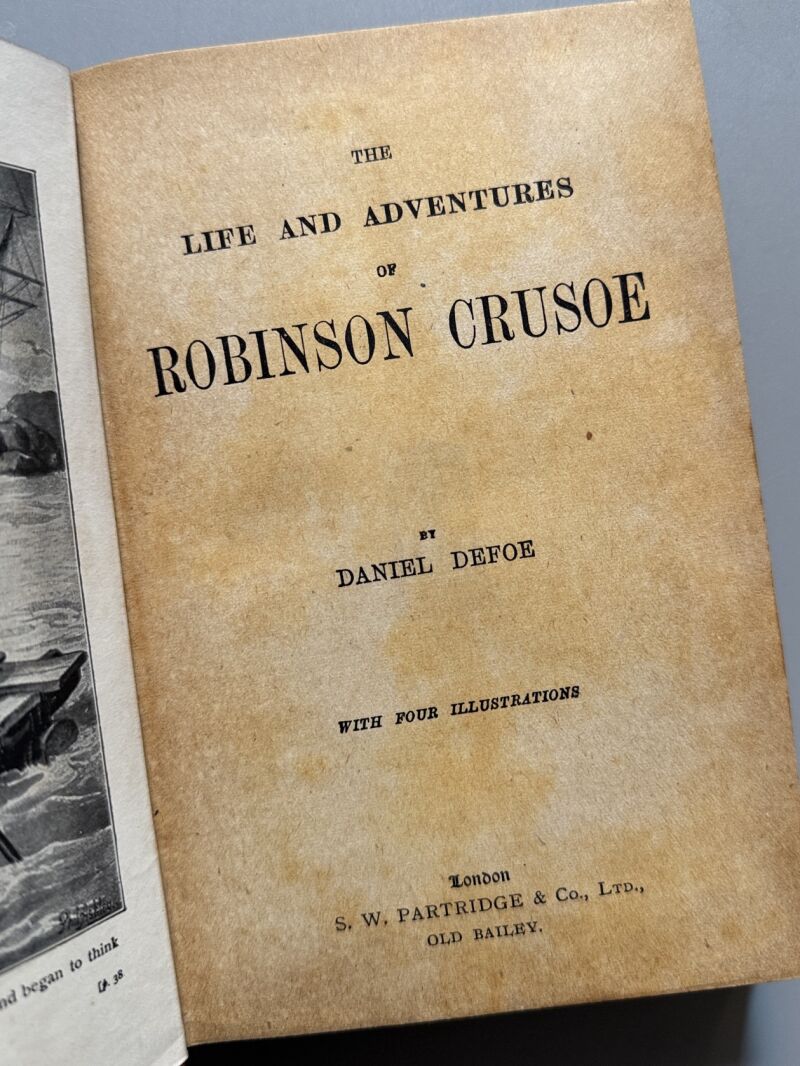 THE
LIFE AND ADVENTURES
OF
ROBINSON CRUSOE
BY
DANIEL DEFOE
WITH FOUR ILLUSTRATIONS
London
S. W. PARTRIDGE & Co., LTD.,
OLD BAILEY.
began to think
[p. 38